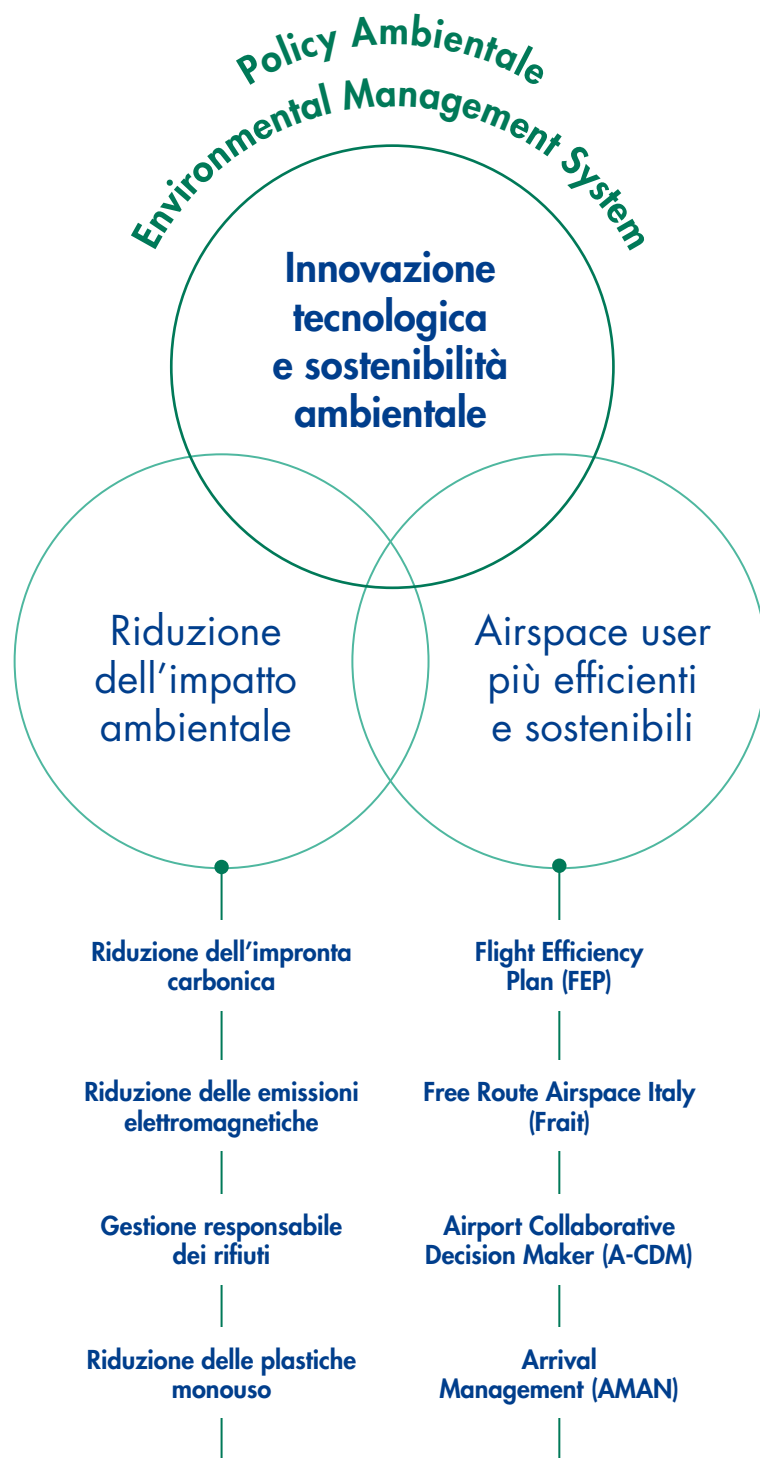 Policy Ambientale
Environmental Management System
Innovazione
tecnologica
e sostenibilità
ambientale
Riduzione
dell’impatto
ambientale
Airspace user
più efficienti
e sostenibili
Riduzione dell’impronta
carbonica
Riduzione delle emissioni
elettromagnetiche
Gestione responsabile
dei rifiuti
Riduzione delle plastiche
monouso
Flight Efficiency
Plan (FEP)
Free Route Airspace Italy
(Frait)
Airport Collaborative
Decision Maker (A-CDM)
Arrival
Management (AMAN)